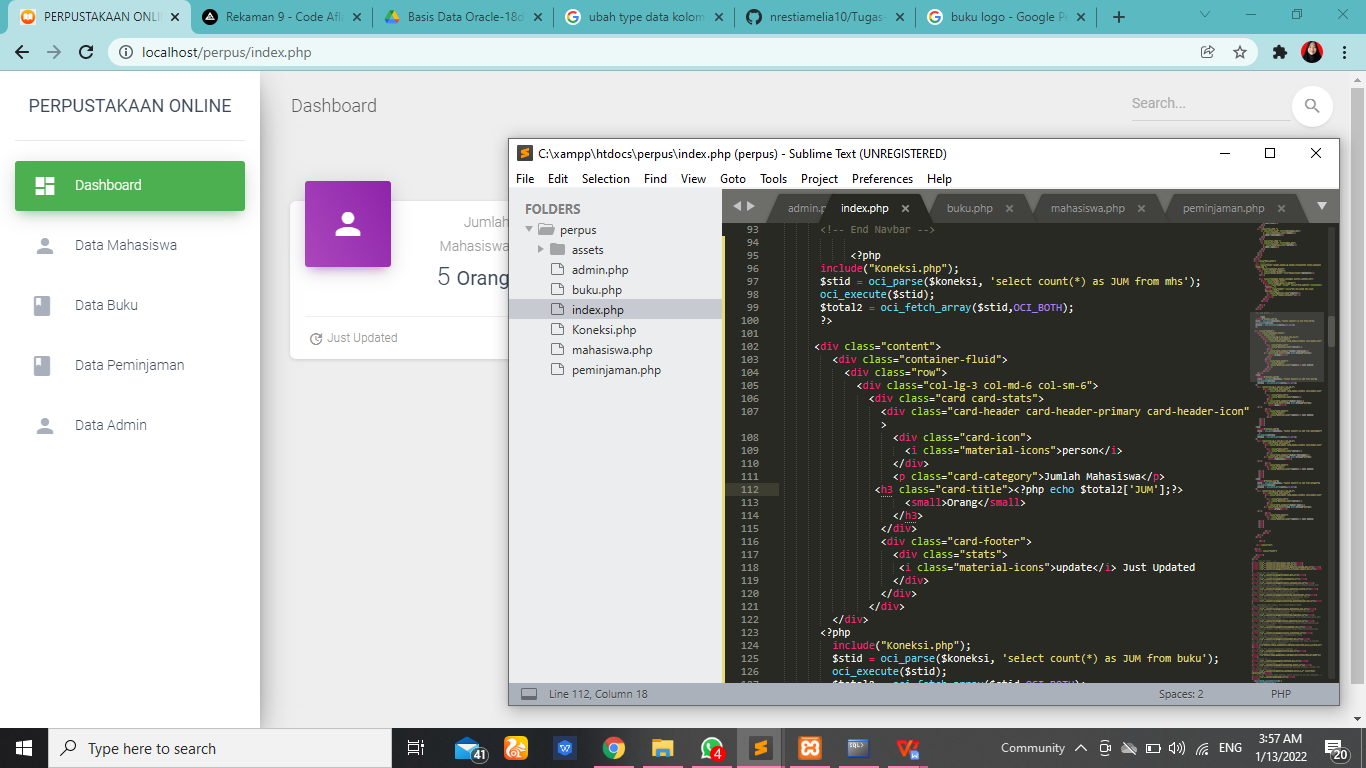 PERPUSTAKAAN ONLI
Rekaman 9 - Code Afl
Basis Data Oracle-18d
ubah type data kolom
nrestiamelia10/Tugas-
buku logo - Google P
localhost/perpus/index.php
PERPUSTAKAAN ONLINE
Dashboard
Data Mahasiswa
Data Buku
Data Peminjaman
Data Admin
Dashboard
Search...
Jumlah
Mahasiswa
5 Orang
Just Updated
C:\xampp\htdocs\perpus\index.php (perpus) - Sublime Text (UNREGISTERED)
File Edit Selection Find View Goto Tools Project Preferences Help
FOLDERS
perpus
assets
admin.php
buku.php
index.php
Koneksi.php
mahasiswa.php
peminjaman.php
admin.p index.php buku.php mahasiswa.php peminjaman.php
93 <!-- End Navbar -->
94
95 <?php
96 include("Koneksi.php");
97 $stid = oci_parse($koneksi, 'select count(*) as JUM from mhs');
98 oci_execute($stid);
99 $total2 = oci_fetch_array($stid,OCI_BOTH);
100 ?>
101
102 <div class="content">
103 <div class="container-fluid">
104 <div class="row">
105 <div class="col-lg-3 col-md-6 col-sm-6">
106 <div class="card card-stats">
107 <div class="card-header card-header-primary card-header-icon"
>
108 <div class="card-icon">
109 <i class="material-icons">person</i>
110 </div>
111 <p class="card-category">Jumlah Mahasiswa</p>
112 <h3 class="card-title"><?php echo $total2['JUM'];?>
113 <small>Orang</small>
114 </h3>
115 </div>
116 <div class="card-footer">
117 <div class="stats">
118 <i class="material-icons">update</i> Just Updated
119 </div>
120 </div>
121 </div>
122 </div>
123 <?php
124 include("Koneksi.php");
125 $stid = oci_parse($koneksi, 'select count(*) as JUM from buku');
126 oci_execute($stid);
Line 112, Column 18
Spaces: 2
PHP
Type here to search
41
4
Community
ENG
3:57 AM
1/13/2022
20